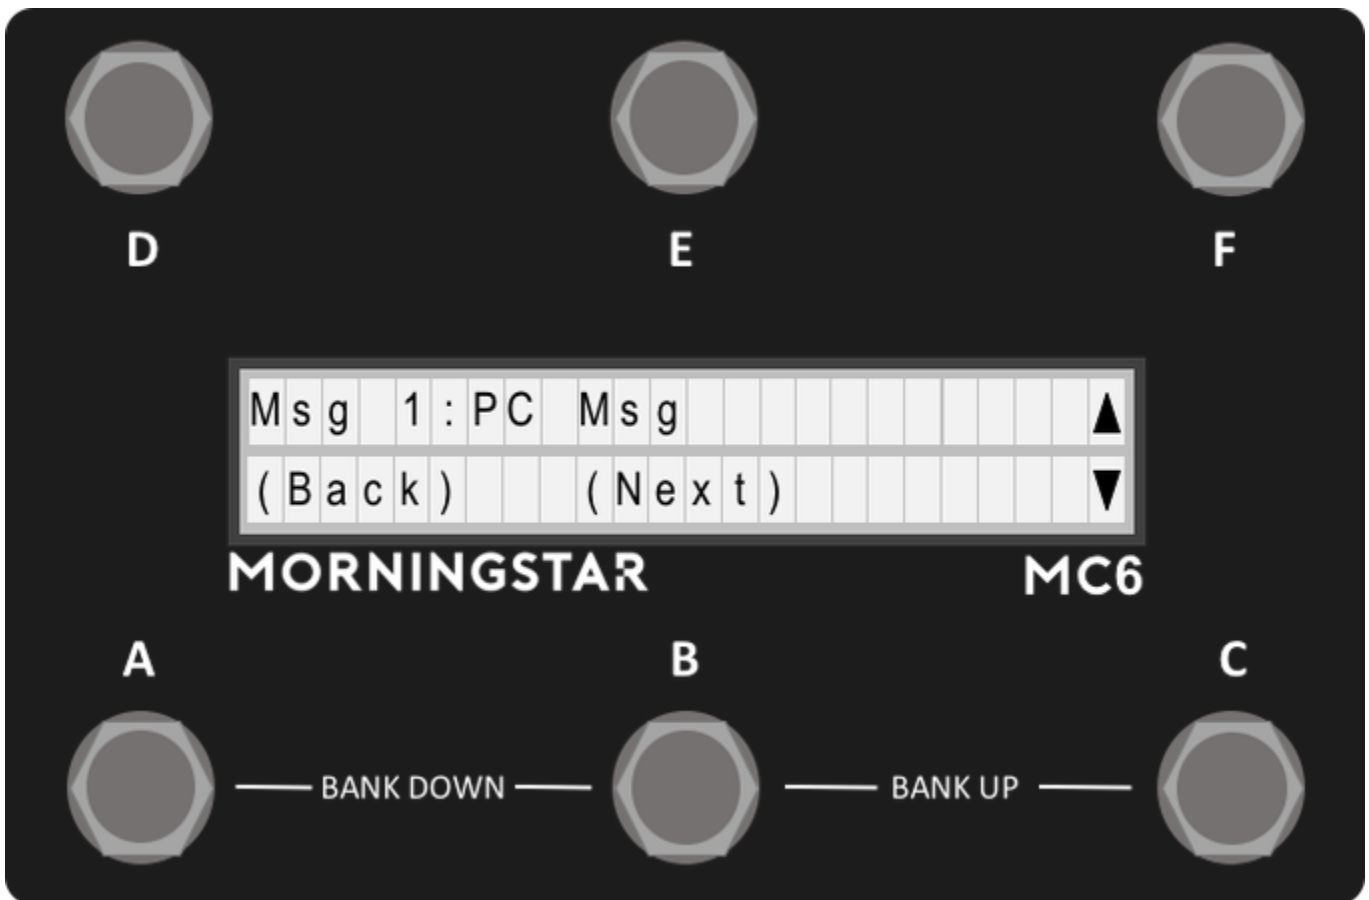 D E F
Msg 1:PC Msg ▲
(Back) (Next) ▼
MORNINGSTAR MC6
A B C
BANK DOWN BANK UP